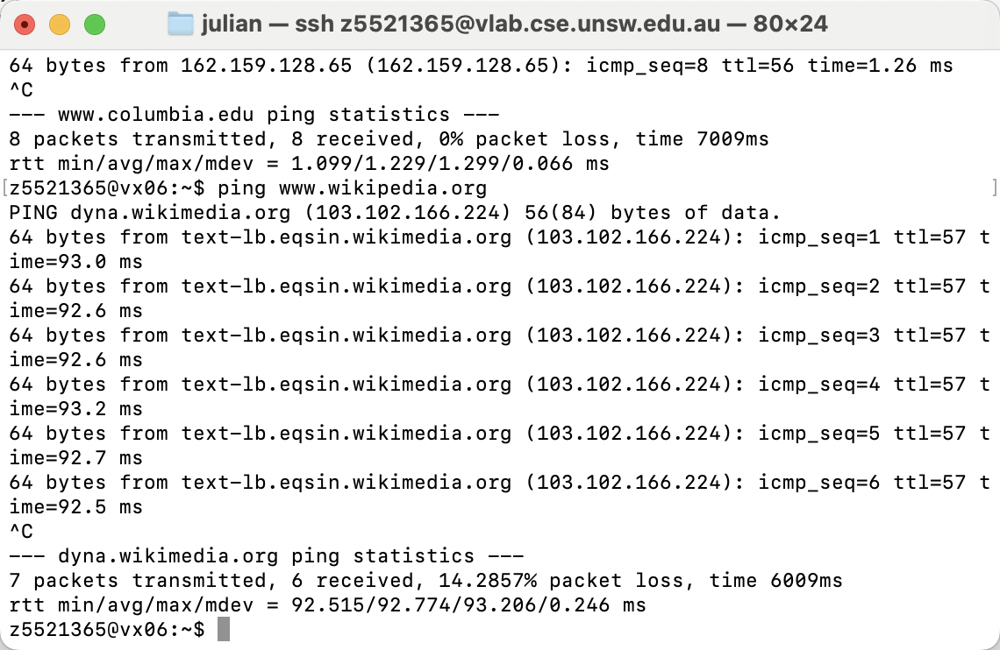 julian — ssh z5521365@vlab.cse.unsw.edu.au — 80×24
64 bytes from 162.159.128.65 (162.159.128.65): icmp_seq=8 ttl=56 time=1.26 ms
^C
--- www.columbia.edu ping statistics ---
8 packets transmitted, 8 received, 0% packet loss, time 7009ms
rtt min/avg/max/mdev = 1.099/1.229/1.299/0.066 ms
[z5521365@vx06:~$ ping www.wikipedia.org ]
PING dyna.wikimedia.org (103.102.166.224) 56(84) bytes of data.
64 bytes from text-lb.eqsin.wikimedia.org (103.102.166.224): icmp_seq=1 ttl=57 t
ime=93.0 ms
64 bytes from text-lb.eqsin.wikimedia.org (103.102.166.224): icmp_seq=2 ttl=57 t
ime=92.6 ms
64 bytes from text-lb.eqsin.wikimedia.org (103.102.166.224): icmp_seq=3 ttl=57 t
ime=92.6 ms
64 bytes from text-lb.eqsin.wikimedia.org (103.102.166.224): icmp_seq=4 ttl=57 t
ime=93.2 ms
64 bytes from text-lb.eqsin.wikimedia.org (103.102.166.224): icmp_seq=5 ttl=57 t
ime=92.7 ms
64 bytes from text-lb.eqsin.wikimedia.org (103.102.166.224): icmp_seq=6 ttl=57 t
ime=92.5 ms
^C
--- dyna.wikimedia.org ping statistics ---
7 packets transmitted, 6 received, 14.2857% packet loss, time 6009ms
rtt min/avg/max/mdev = 92.515/92.774/93.206/0.246 ms
z5521365@vx06:~$